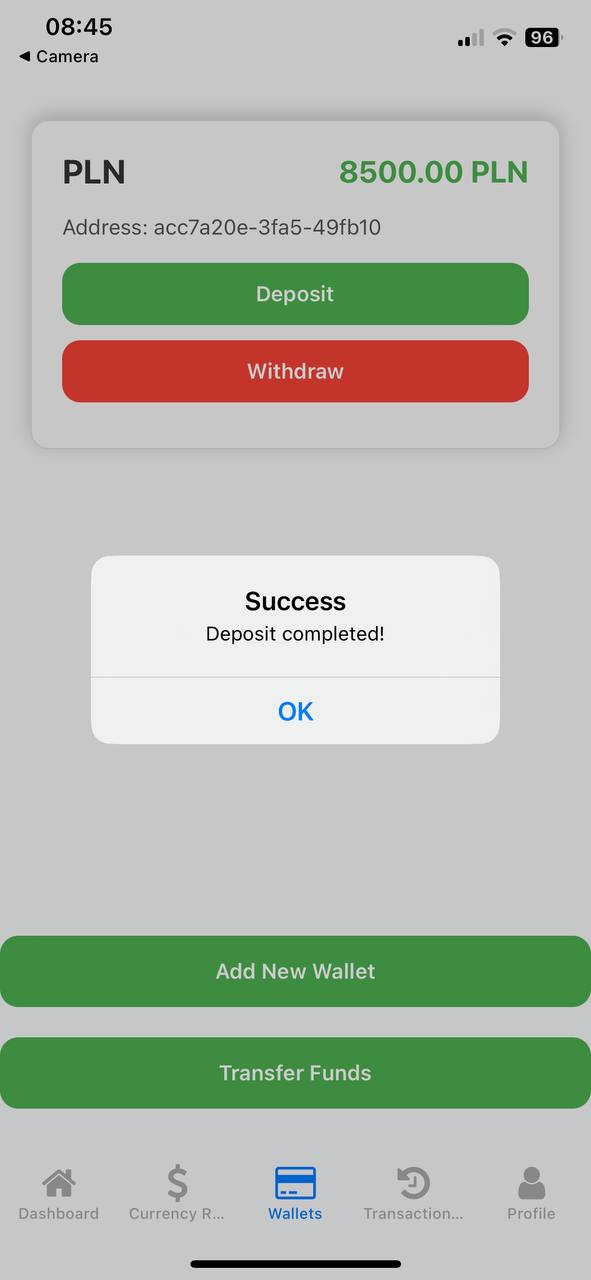 08:45
96
◀ Camera
PLN 8500.00 PLN
Address: acc7a20e-3fa5-49fb10
Deposit
Withdraw
Success
Deposit completed!
OK
Add New Wallet
Transfer Funds
Dashboard Currency R... Wallets Transaction... Profile